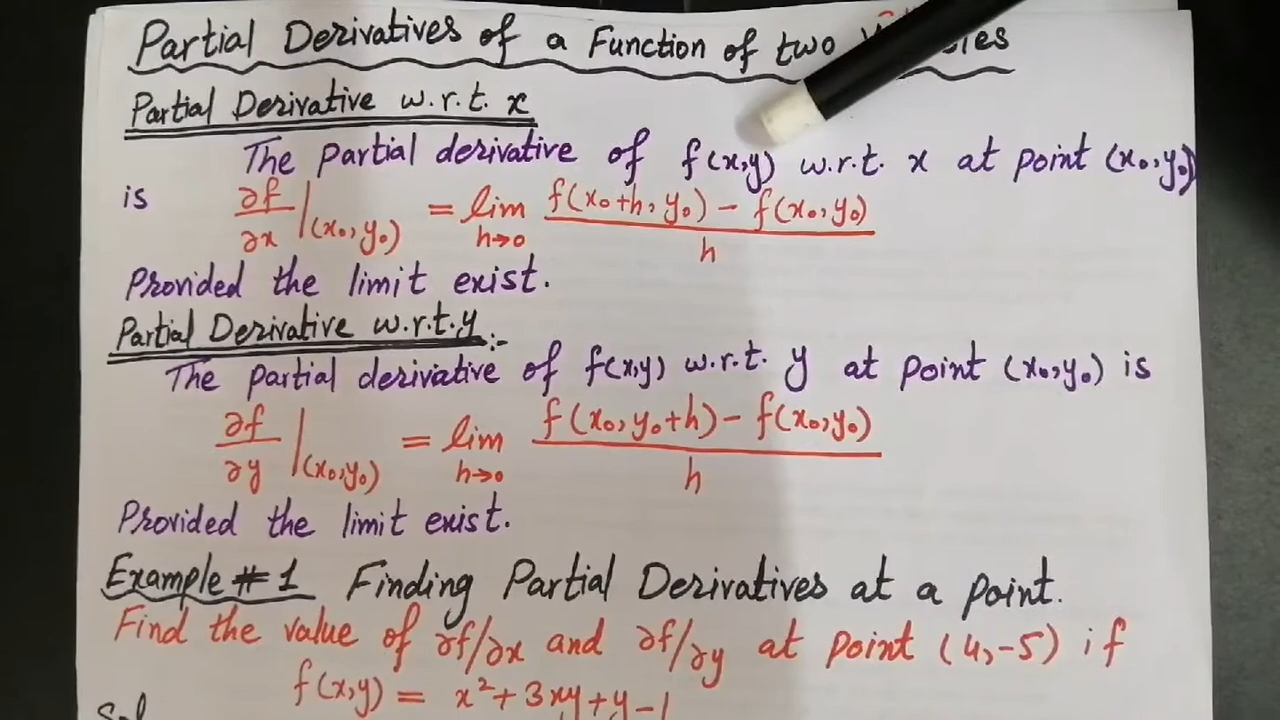 Partial Derivatives of a Function of two
Partial Derivative w.r.t. x
The partial derivative of f(x,y) w.r.t. x at point (x₀,y₀)
is ∂f/∂x |(x₀,y₀) = lim h→0 f(x₀+h, y₀) - f(x₀,y₀) / h
Provided the limit exist.
Partial Derivative w.r.t.y :-
The partial derivative of f(x,y) w.r.t. y at point (x₀,y₀) is
∂f/∂y |(x₀,y₀) = lim h→0 f(x₀,y₀+h) - f(x₀,y₀) / h
Provided the limit exist.
Example #1 Finding Partial Derivatives at a point.
Find the value of ∂f/∂x and ∂f/∂y at point (4,-5) if
f(x,y) = x²+3xy+y-1